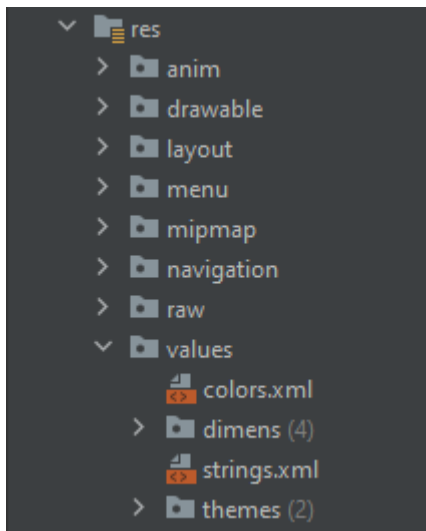 res
anim
drawable
layout
menu
mipmap
navigation
raw
values
colors.xml
dimens (4)
strings.xml
themes (2)